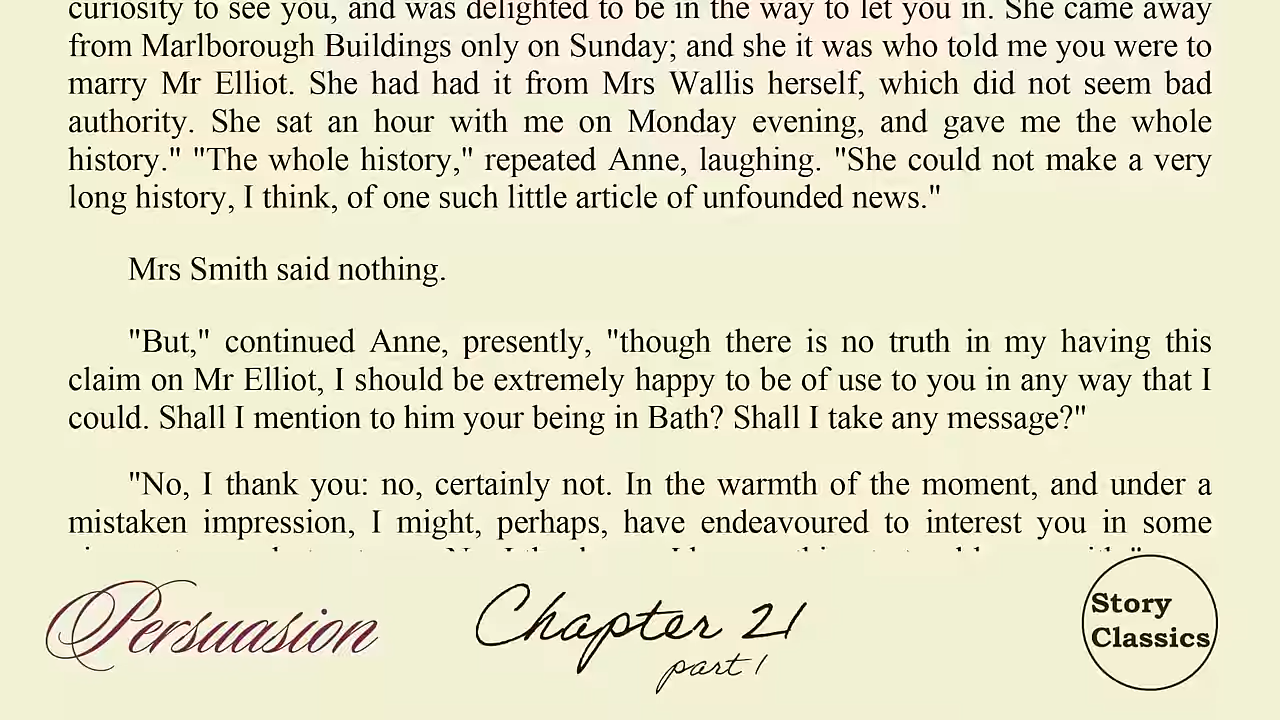 curiosity to see you, and was delighted to be in the way to let you in. She came away
from Marlborough Buildings only on Sunday; and she it was who told me you were to
marry Mr Elliot. She had had it from Mrs Wallis herself, which did not seem bad
authority. She sat an hour with me on Monday evening, and gave me the whole
history." "The whole history," repeated Anne, laughing. "She could not make a very
long history, I think, of one such little article of unfounded news."
Mrs Smith said nothing.
"But," continued Anne, presently, "though there is no truth in my having this
claim on Mr Elliot, I should be extremely happy to be of use to you in any way that I
could. Shall I mention to him your being in Bath? Shall I take any message?"
"No, I thank you: no, certainly not. In the warmth of the moment, and under a
mistaken impression, I might, perhaps, have endeavoured to interest you in some
Persuasion
Chapter 21
part 1
Story
Classics